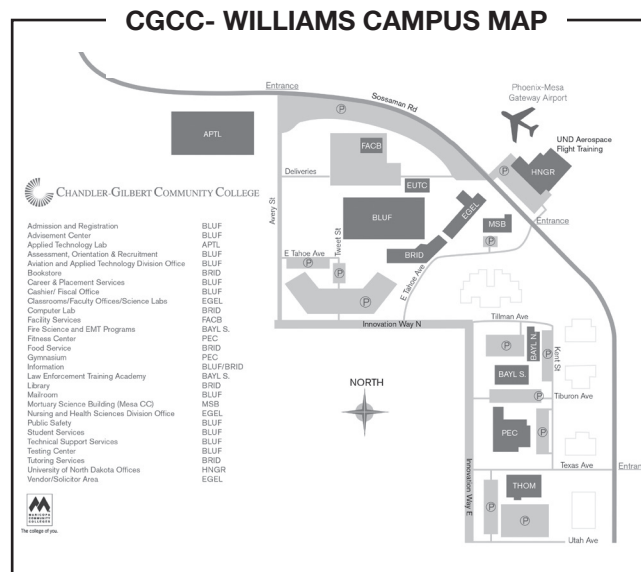 CGCC- WILLIAMS CAMPUS MAP
Entrance
Sossaman Rd
Phoenix-Mesa
Gateway Airport
P
APTL
FACB
UND Aerospace
Flight Training
P
HNGR
Deliveries
EUTC
CHANDLER-GILBERT COMMUNITY COLLEGE
Avery St
BLUF
EGEL
MSB
Entrance
Tweet St
BRID
P
E Tahoe Ave
P
P
E Tahoe Ave
P
Innovation Way N
Tillman Ave
P
BAYL N
P
Kent St
BAYL S.
P
Tiburon Ave
NORTH
PEC
P
Innovation Way E
Texas Ave
Entran
THOM
P
P
Utah Ave
Admission and Registration BLUF
Advisement Center BLUF
Applied Technology Lab APTL
Assessment, Orientation & Recruitment BLUF
Aviation and Applied Technology Division Office BLUF
Bookstore BRID
Career & Placement Services BLUF
Cashier/ Fiscal Office BLUF
Classrooms/Faculty Offices/Science Labs EGEL
Computer Lab BRID
Facility Services FACB
Fire Science and EMT Programs BAYL S.
Fitness Center PEC
Food Service BRID
Gymnasium PEC
Information BLUF/BRID
Law Enforcement Training Academy BAYL S.
Library BRID
Mailroom BLUF
Mortuary Science Building (Mesa CC) MSB
Nursing and Health Sciences Division Office EGEL
Public Safety BLUF
Student Services BLUF
Technical Support Services BLUF
Testing Center BLUF
Tutoring Services BRID
University of North Dakota Offices HNGR
Vendor/Solicitor Area EGEL
MARICOPA
COMMUNITY
COLLEGES
The college of you.